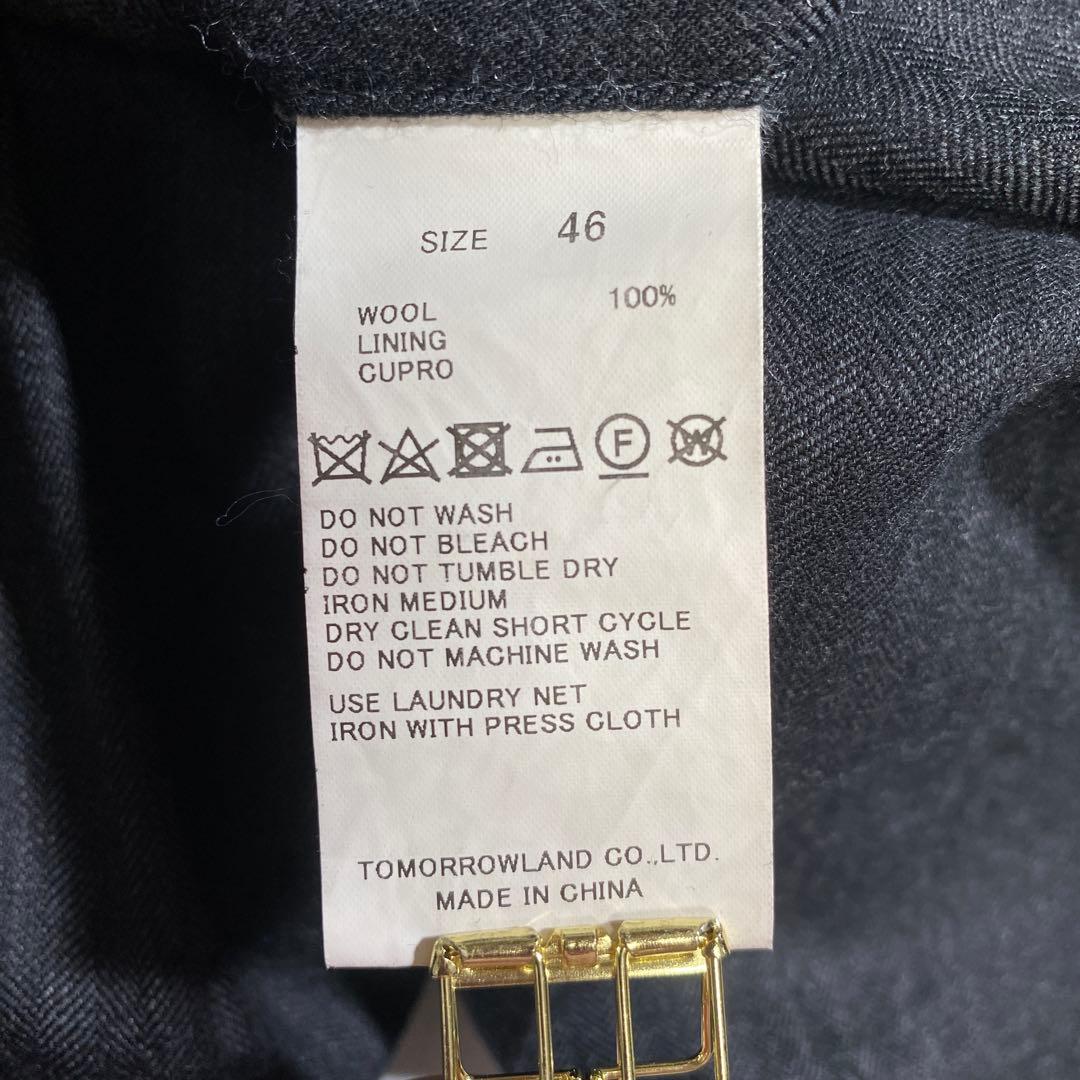 SIZE 46
WOOL 100%
LINING
CUPRO
F W
DO NOT WASH
DO NOT BLEACH
DO NOT TUMBLE DRY
IRON MEDIUM
DRY CLEAN SHORT CYCLE
DO NOT MACHINE WASH
USE LAUNDRY NET
IRON WITH PRESS CLOTH
TOMORROWLAND CO.,LTD.
MADE IN CHINA